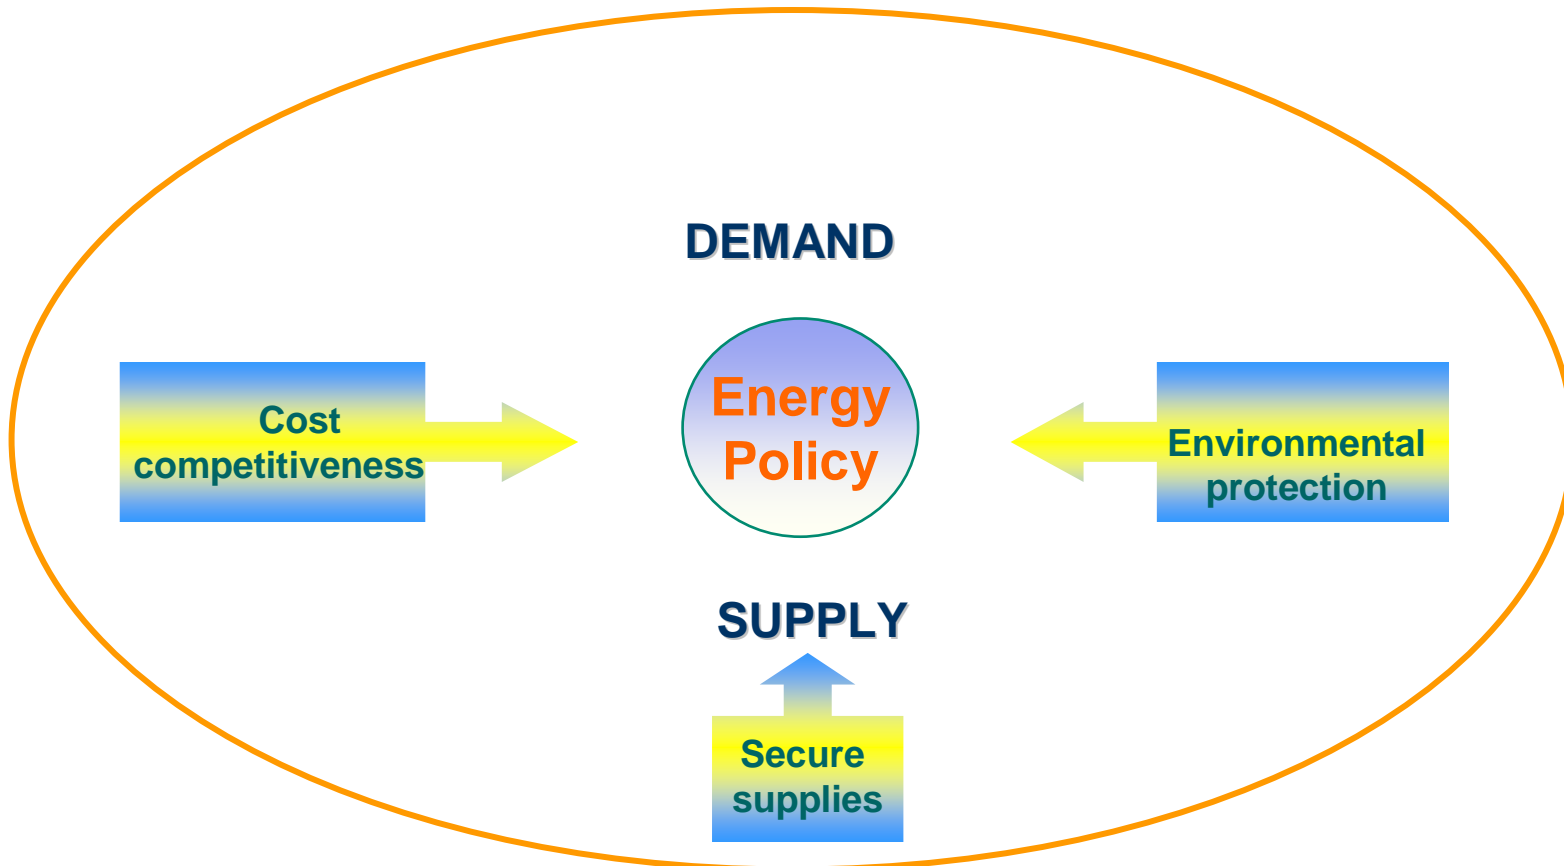 DEMAND
Cost
competitiveness
Energy
Policy
Environmental
protection
SUPPLY
Secure
supplies